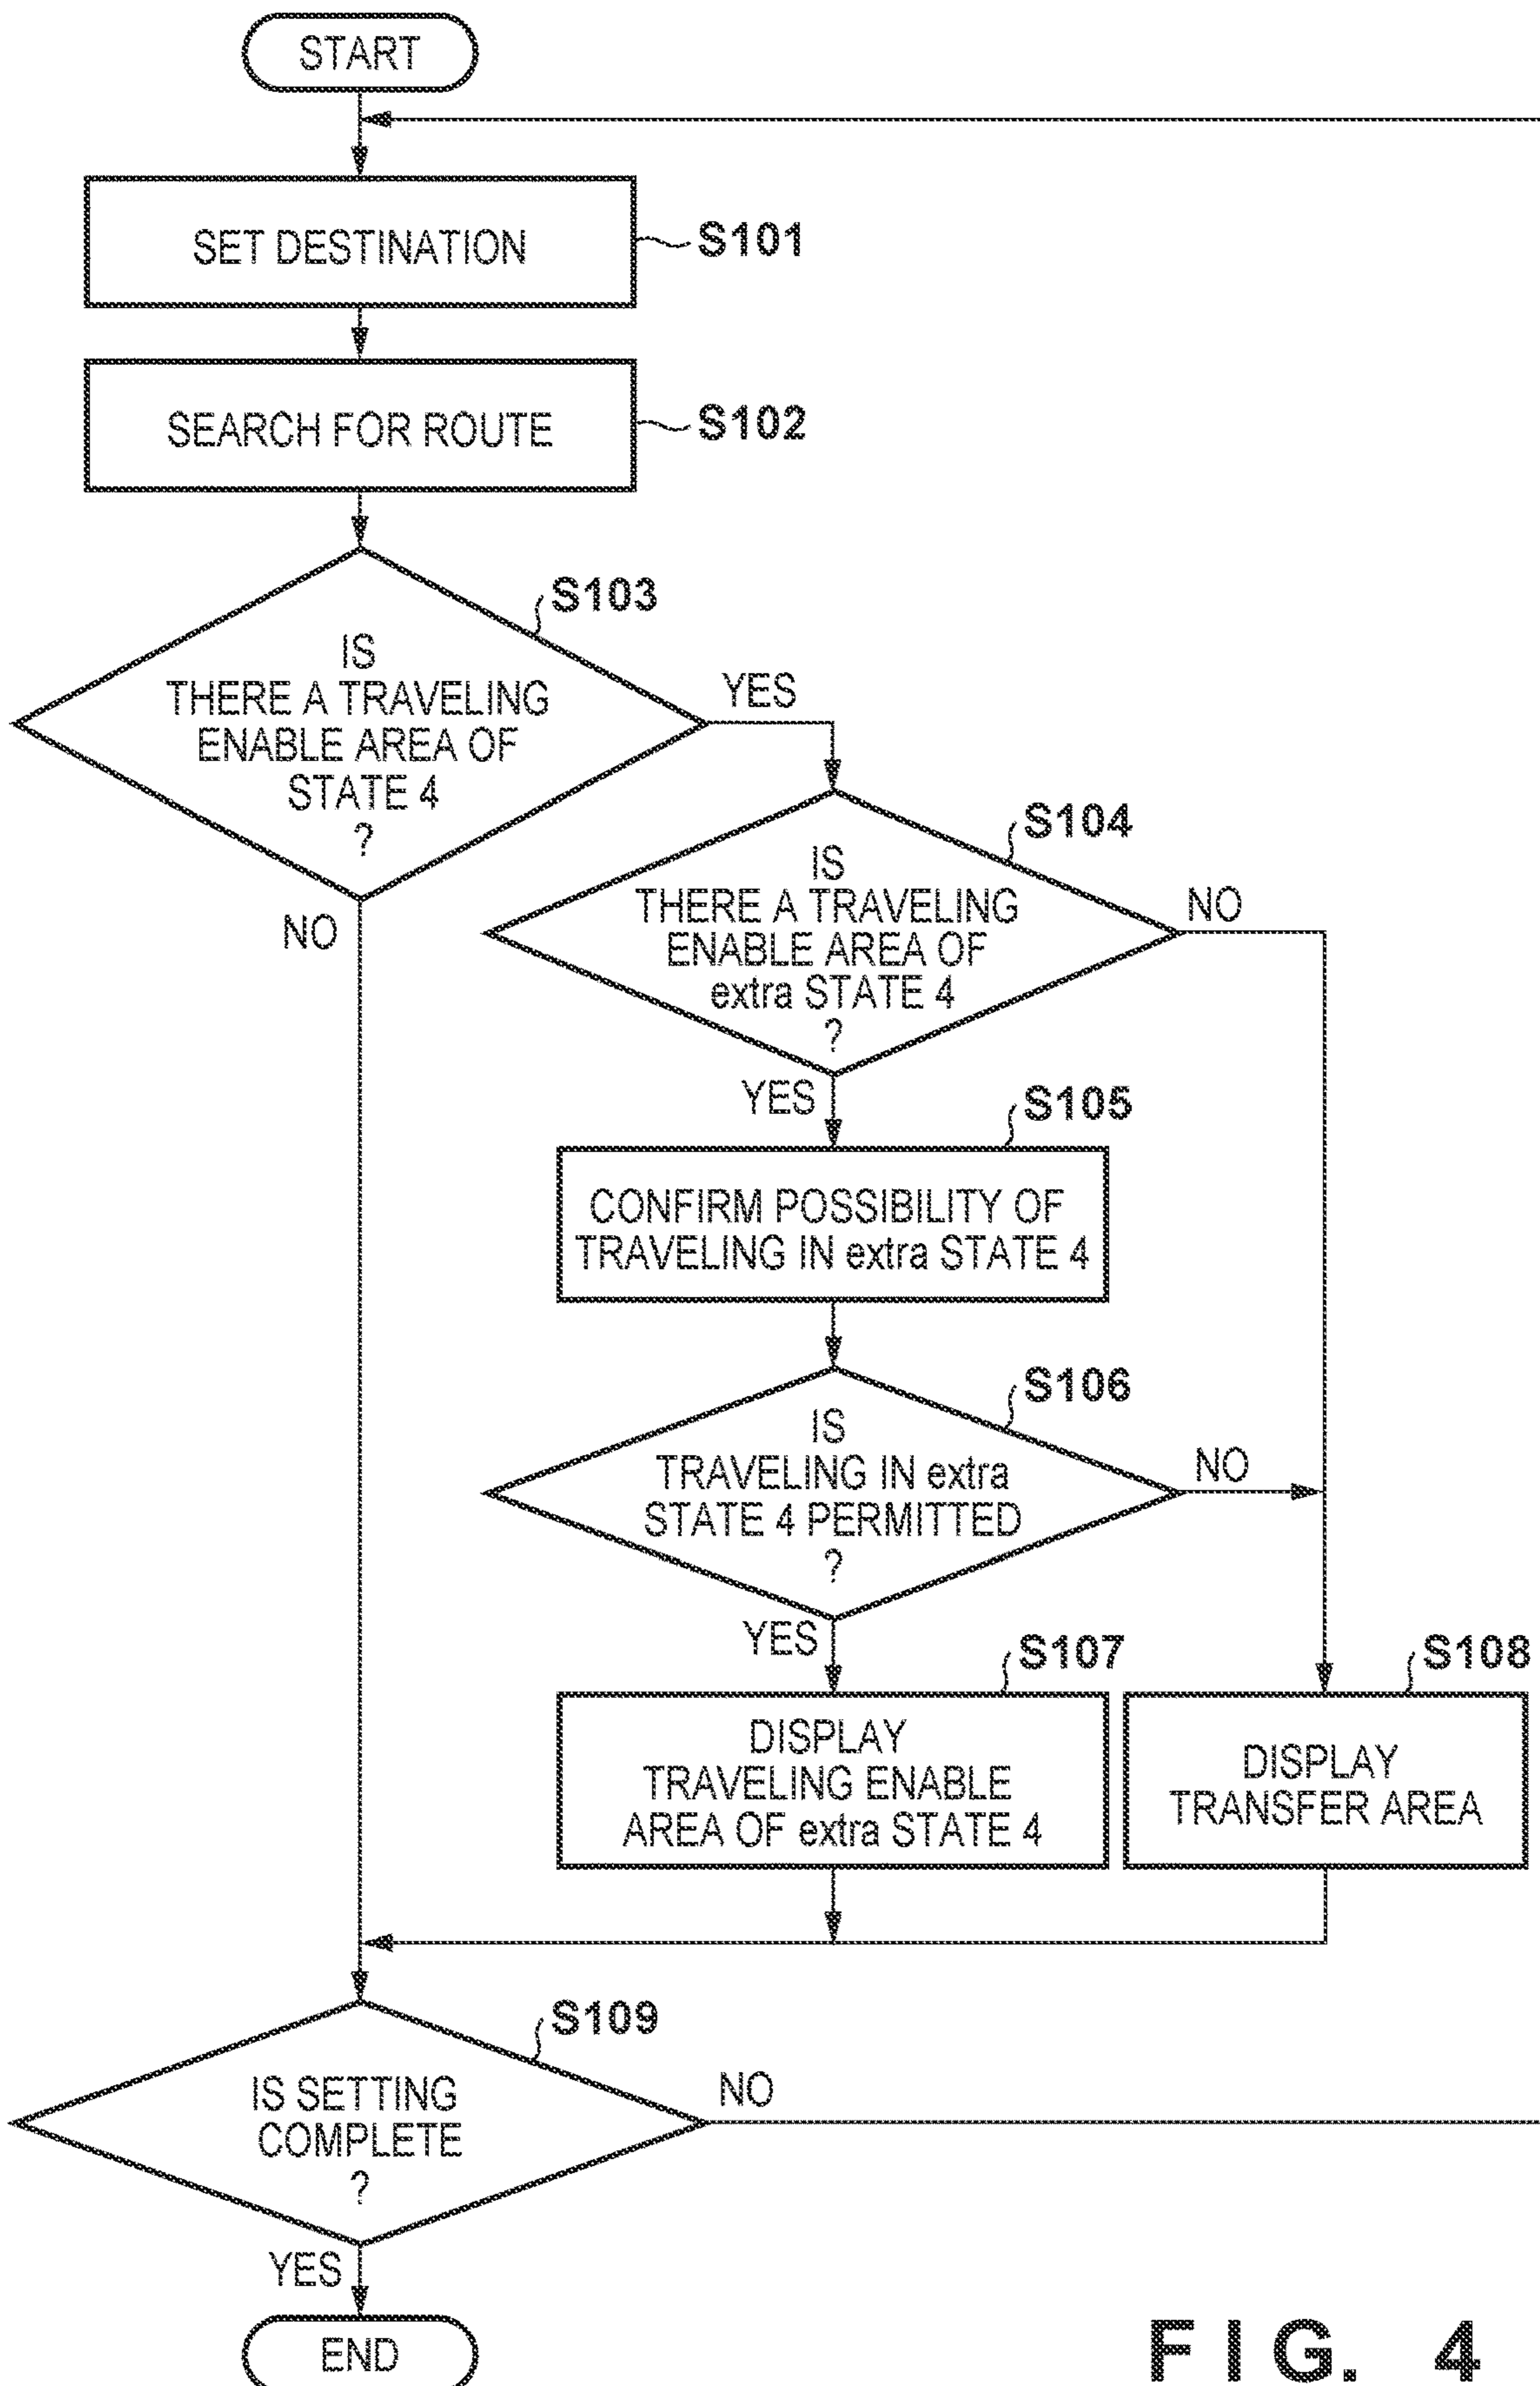 START
SET DESTINATION
S101
SEARCH FOR ROUTE
S102
S103
IS
THERE A TRAVELING
ENABLE AREA OF
STATE 4
?
YES
NO
S104
IS
THERE A TRAVELING
ENABLE AREA OF
extra STATE 4
?
NO
YES
S105
CONFIRM POSSIBILITY OF
TRAVELING IN extra STATE 4
S106
IS
TRAVELING IN extra
STATE 4 PERMITTED
?
NO
YES
S107
DISPLAY
TRAVELING ENABLE
AREA OF extra STATE 4
S108
DISPLAY
TRANSFER AREA
S109
IS SETTING
COMPLETE
?
NO
YES
END
FIG. 4